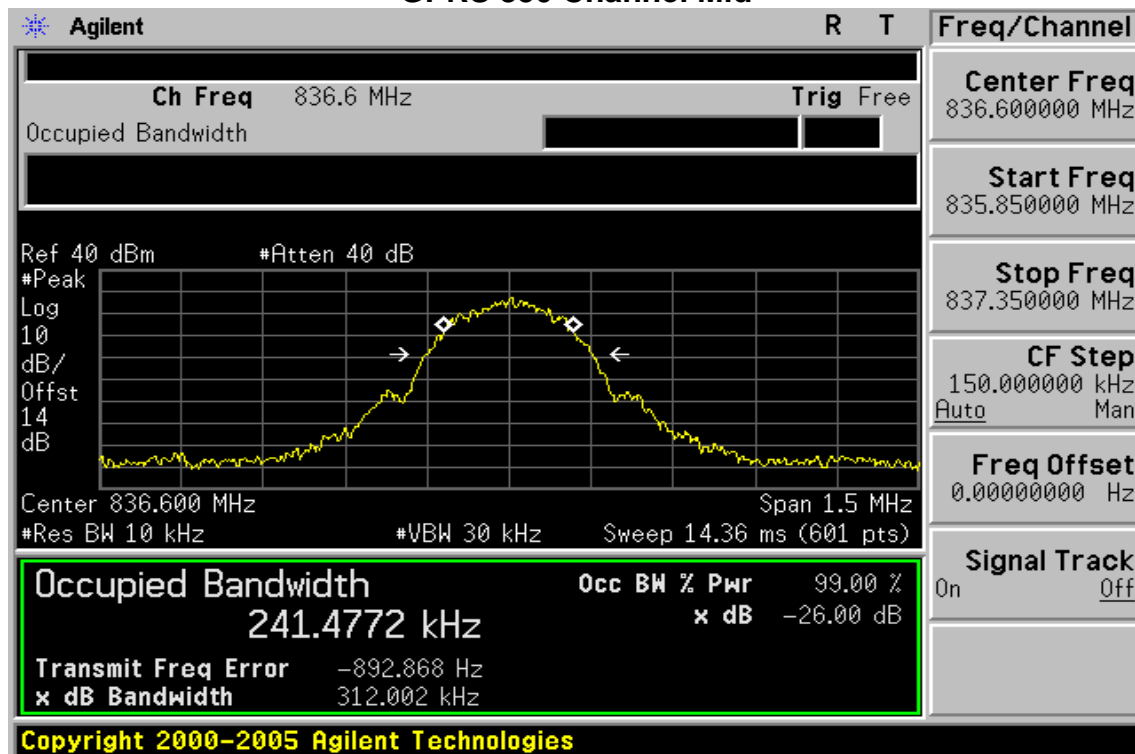 GPRS 850 Channel Mid
Agilent R T Freq/Channel
Ch Freq 836.6 MHz Trig Free
Occupied Bandwidth
Center Freq
836.600000 MHz
Start Freq
835.850000 MHz
Stop Freq
837.350000 MHz
CF Step
150.000000 kHz
Auto Man
Freq Offset
0.00000000 Hz
Signal Track
On Off
Ref 40 dBm #Atten 40 dB
#Peak
Log
10
dB/
Offst
14
dB
Center 836.600 MHz Span 1.5 MHz
#Res BW 10 kHz #VBW 30 kHz Sweep 14.36 ms (601 pts)
Occupied Bandwidth Occ BW % Pwr 99.00 %
241.4772 kHz x dB -26.00 dB
Transmit Freq Error -892.868 Hz
x dB Bandwidth 312.002 kHz
Copyright 2000-2005 Agilent Technologies